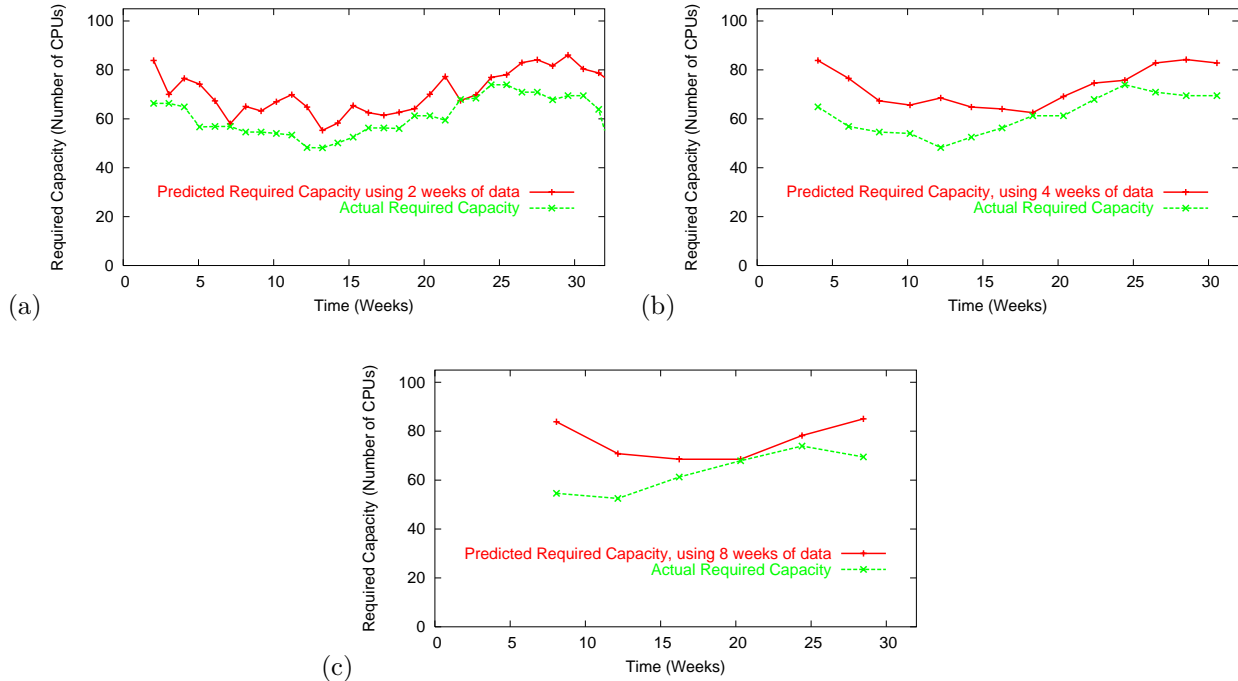 Required Capacity (Number of CPUs)
100
80
60
40
20
0
Predicted Required Capacity using 2 weeks of data
Actual Required Capacity
0 5 10 15 20 25 30
Time (Weeks)
(a)
Required Capacity (Number of CPUs)
100
80
60
40
20
0
Predicted Required Capacity, using 4 weeks of data
Actual Required Capacity
0 5 10 15 20 25 30
Time (Weeks)
(b)
Required Capacity (Number of CPUs)
100
80
60
40
20
0
Predicted Required Capacity, using 8 weeks of data
Actual Required Capacity
0 5 10 15 20 25 30
Time (Weeks)
(c)